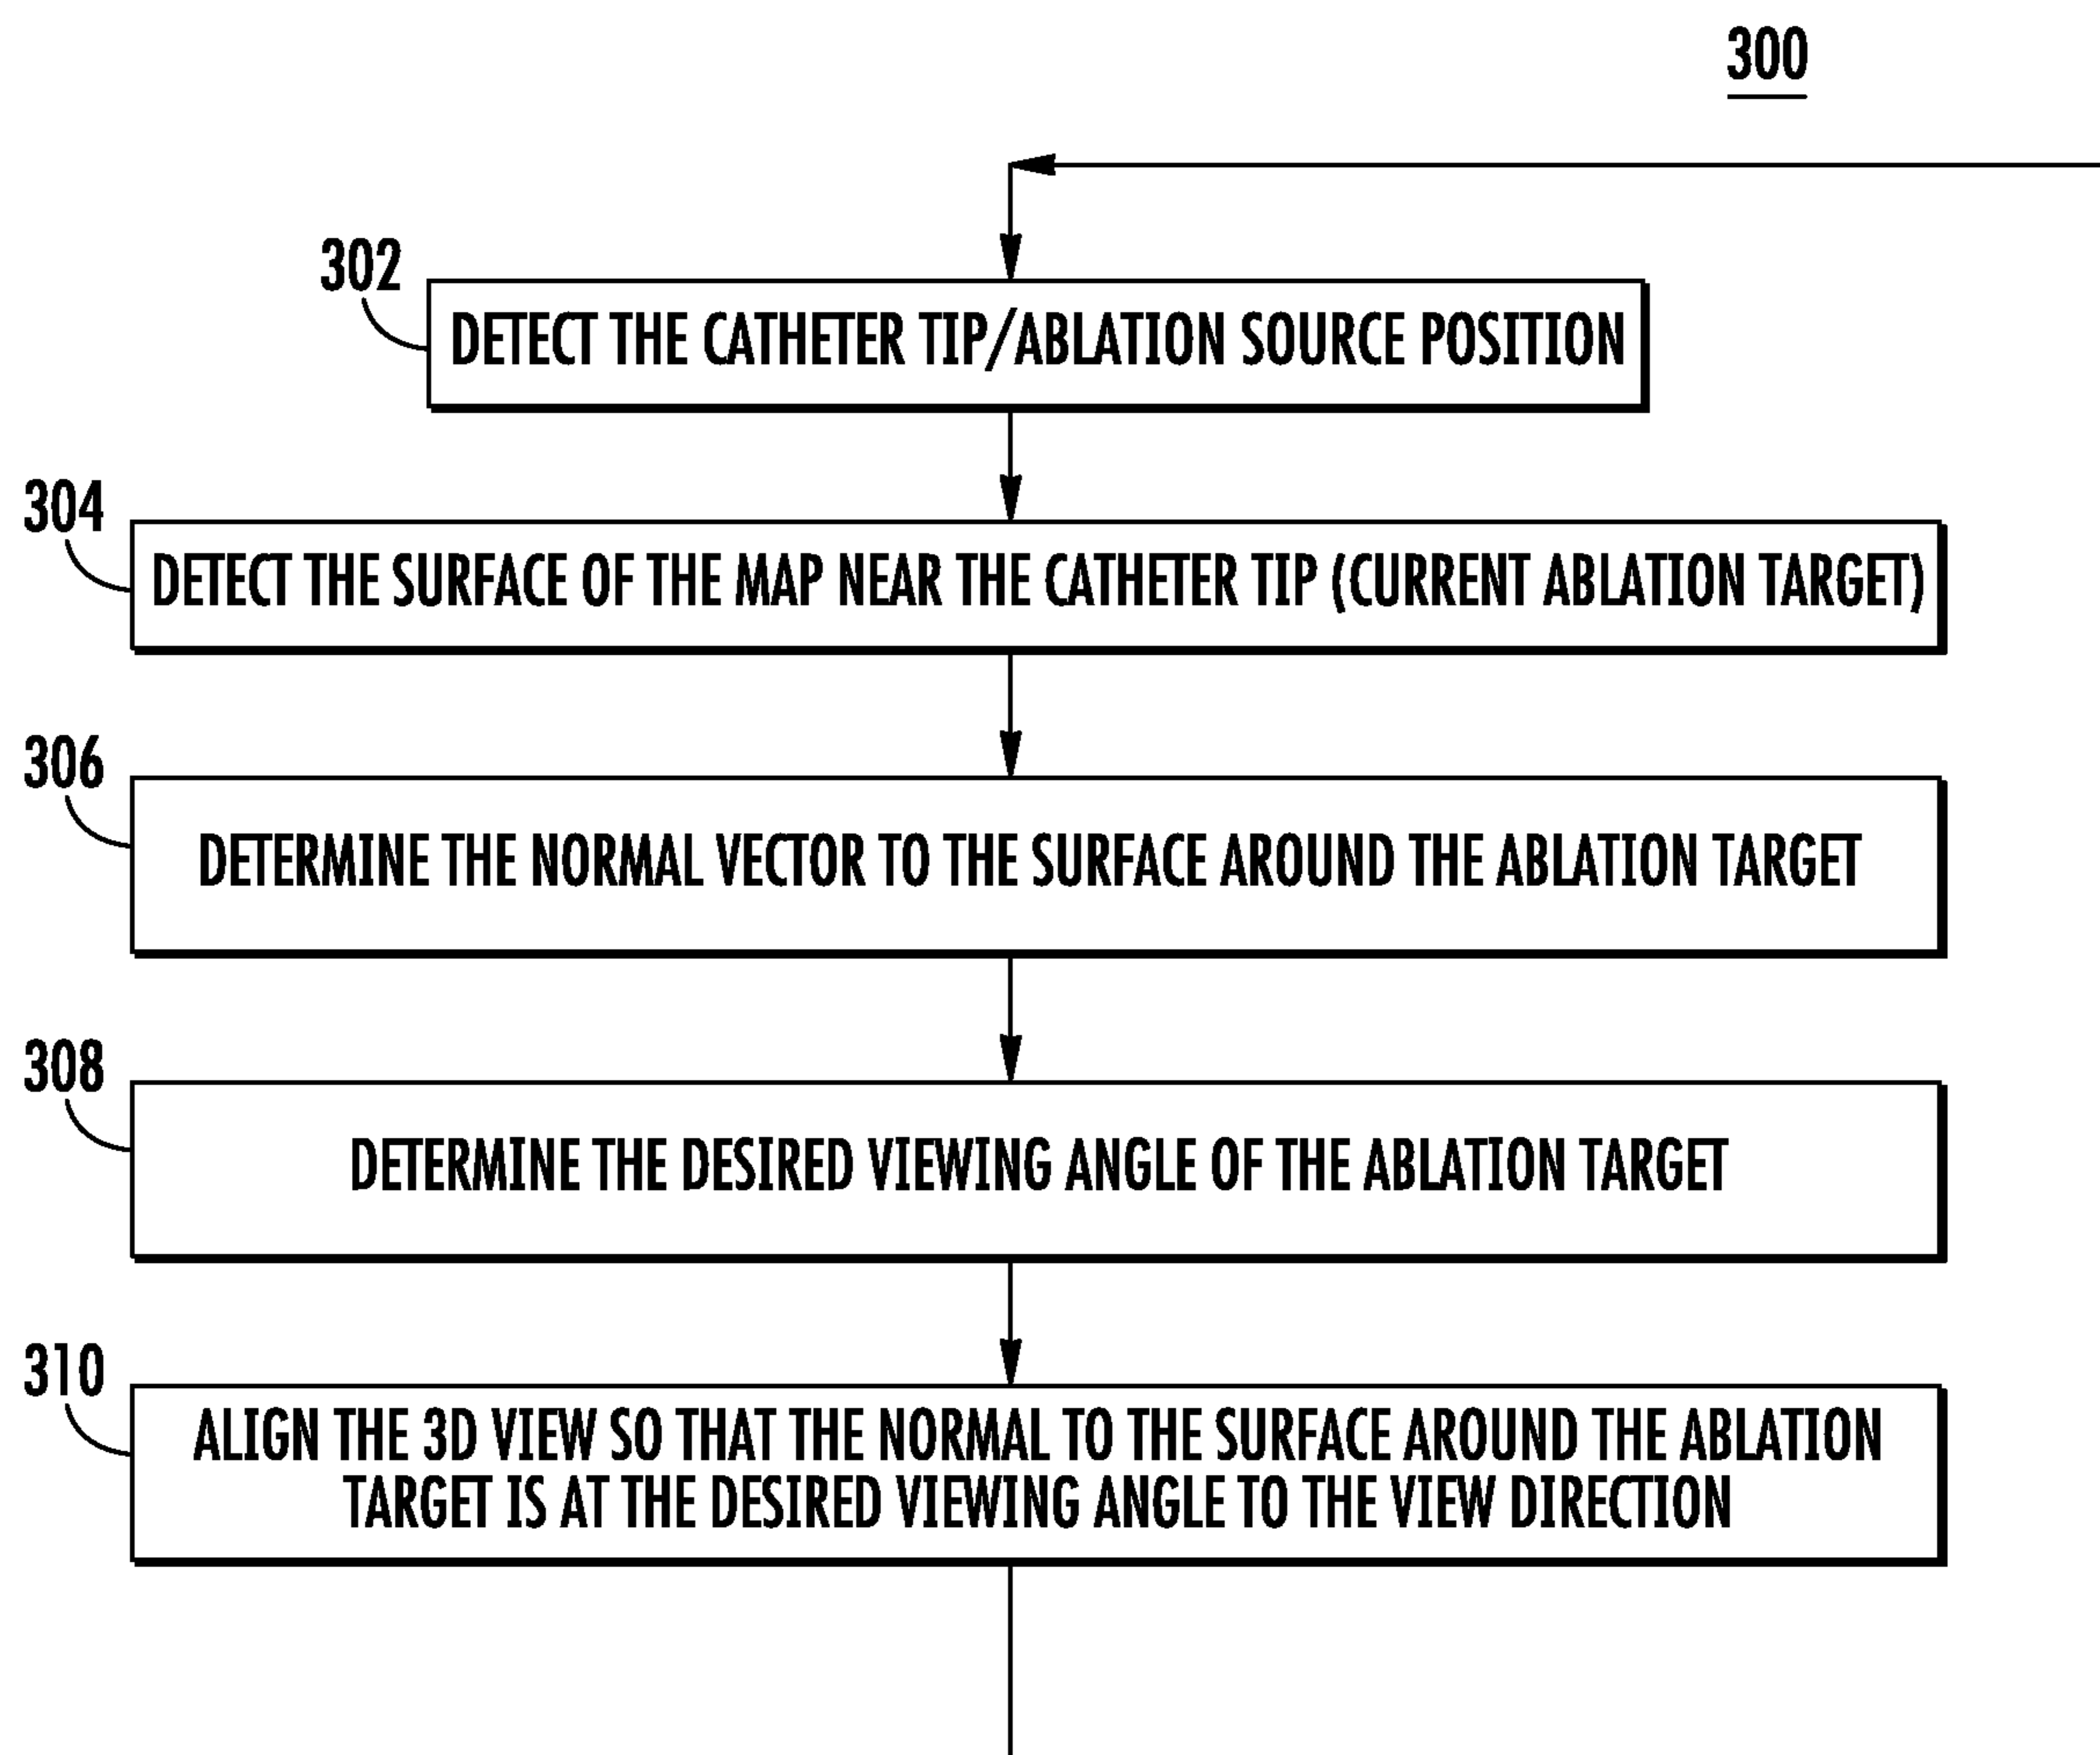 300
302
DETECT THE CATHETER TIP/ABLATION SOURCE POSITION
304
DETECT THE SURFACE OF THE MAP NEAR THE CATHETER TIP (CURRENT ABLATION TARGET)
306
DETERMINE THE NORMAL VECTOR TO THE SURFACE AROUND THE ABLATION TARGET
308
DETERMINE THE DESIRED VIEWING ANGLE OF THE ABLATION TARGET
310
ALIGN THE 3D VIEW SO THAT THE NORMAL TO THE SURFACE AROUND THE ABLATION
TARGET IS AT THE DESIRED VIEWING ANGLE TO THE VIEW DIRECTION